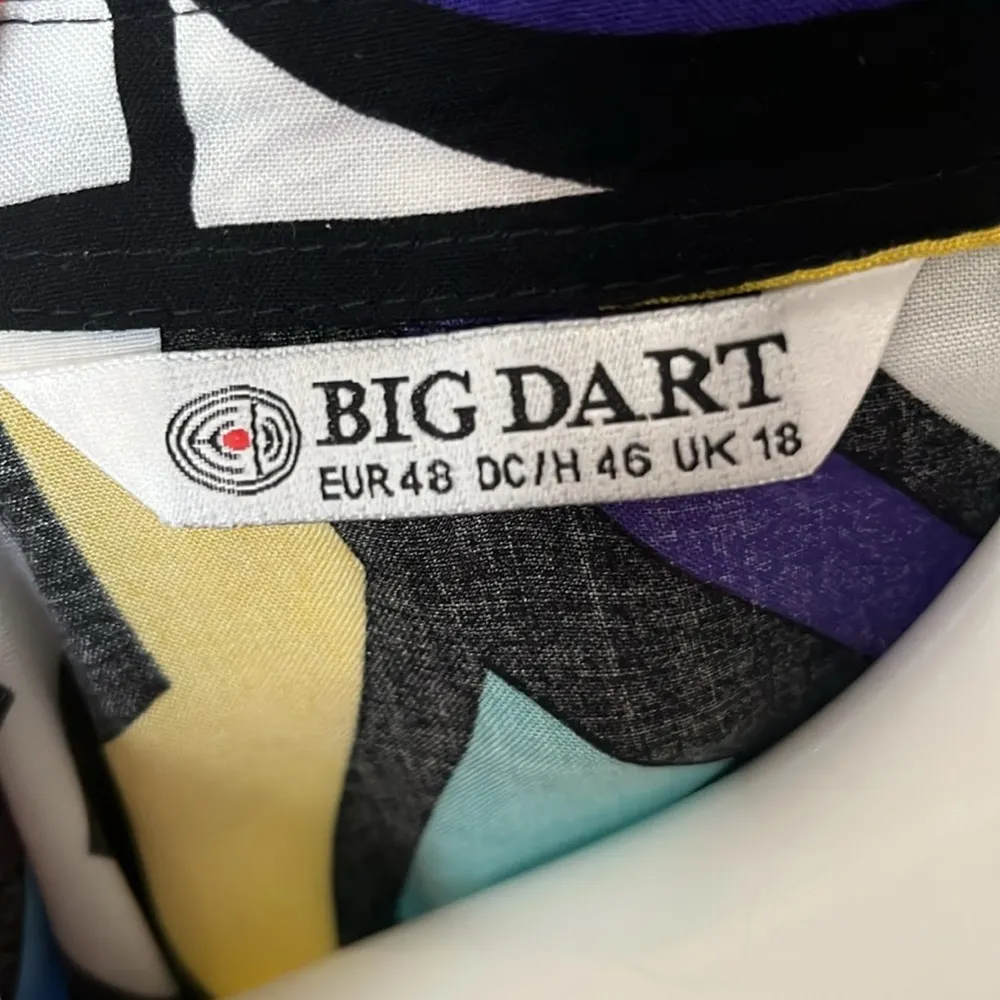 BIG DART
EUR 48 DC/H 46 UK 18